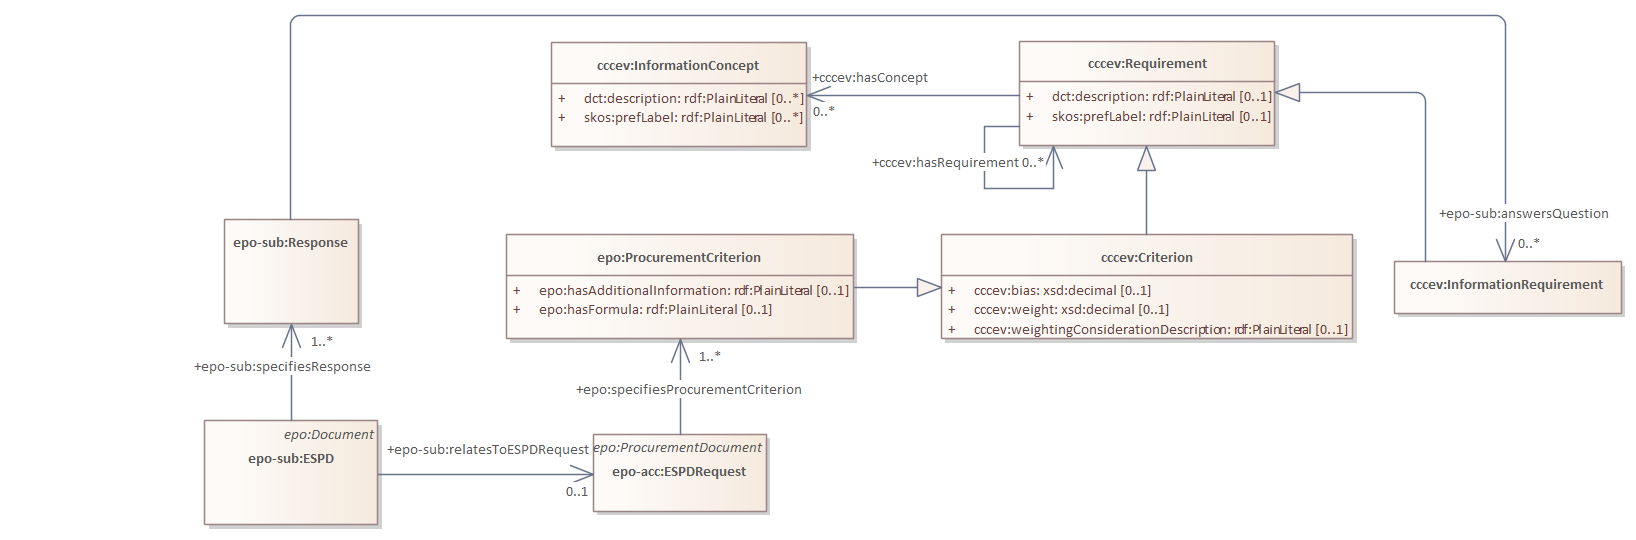 cccev:InformationConcept
+ dct:description: rdf:PlainLiteral [0..*]
+ skos:prefLabel: rdf:PlainLiteral [0..*]
+cccev:hasConcept
0..*
cccev:Requirement
+ dct:description: rdf:PlainLiteral [0..1]
+ skos:prefLabel: rdf:PlainLiteral [0..1]
+cccev:hasRequirement 0..*
+epo-sub:answersQuestion
0..*
epo-sub:Response
epo:ProcurementCriterion
+ epo:hasAdditionalInformation: rdf:PlainLiteral [0..1]
+ epo:hasFormula: rdf:PlainLiteral [0..1]
cccev:Criterion
+ cccev:bias: xsd:decimal [0..1]
+ cccev:weight: xsd:decimal [0..1]
+ cccev:weightingConsiderationDescription: rdf:PlainLiteral [0..1]
cccev:InformationRequirement
1..*
+epo-sub:specifiesResponse
1..*
+epo:specifiesProcurementCriterion
epo:Document
epo-sub:ESPD
+epo-sub:relatesToESPDRequest
0..1
epo:ProcurementDocument
epo-acc:ESPDRequest